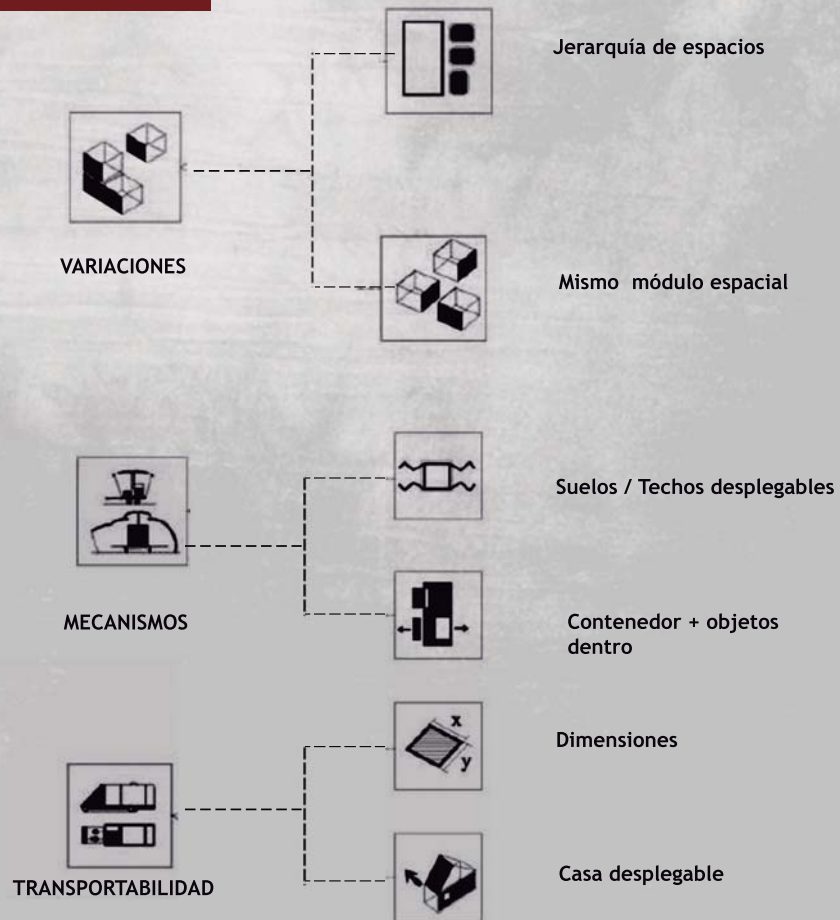 Jerarquía de espacios
VARIACIONES
Mismo módulo espacial
Suelos / Techos desplegables
MECANISMOS
Contenedor + objetos
dentro
x
y
Dimensiones
TRANSPORTABILIDAD
Casa desplegable